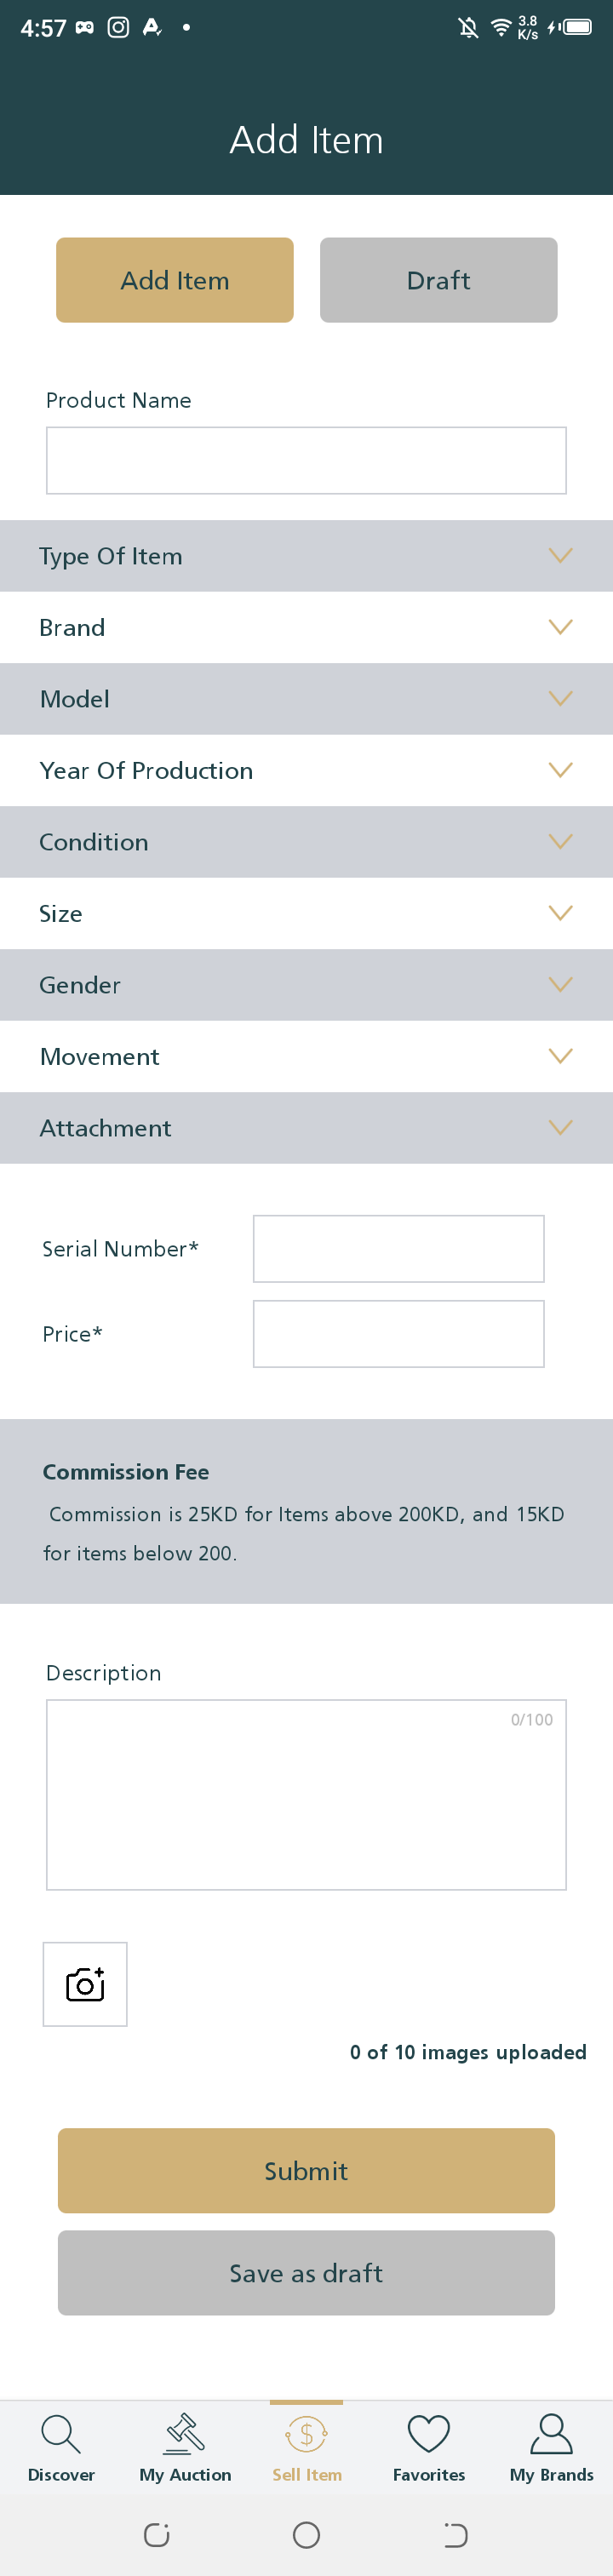 4:57
3.8
K/s
Add Item
Add Item
Draft
Product Name
Type Of Item
Brand
Model
Year Of Production
Condition
Size
Gender
Movement
Attachment
Serial Number*
Price*
Commission Fee
Commission is 25KD for Items above 200KD, and 15KD
for items below 200.
Description
0/100
0 of 10 images uploaded
Submit
Save as draft
Discover
My Auction
Sell Item
Favorites
My Brands